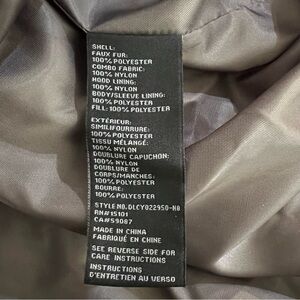 SHELL:
FAUX FUR:
100% POLYESTER
COMBO FABRIC:
100% NYLON
HOOD LINING:
100% NYLON
BODY/SLEEVE LINING:
100% POLYESTER
FILL: 100% POLYESTER
EXTÉRIEUR:
SIMILIFOURRURE:
100% POLYESTER
TISSU MÉLANGÉ:
100% NYLON
DOUBLURE CAPUCHON:
100% NYLON
DOUBLURE DE
CORPS/MANCHES:
100% POLYESTER
BOURRE:
100% POLYESTER
STYLE NO. DLCY022950-NO
RN#15101
CA#59087
MADE IN CHINA
FABRIQUÉ EN CHINE
SEE REVERSE SIDE FOR
CARE INSTRUCTIONS
INSTRUCTIONS
D'ENTRETIEN AU VERSO